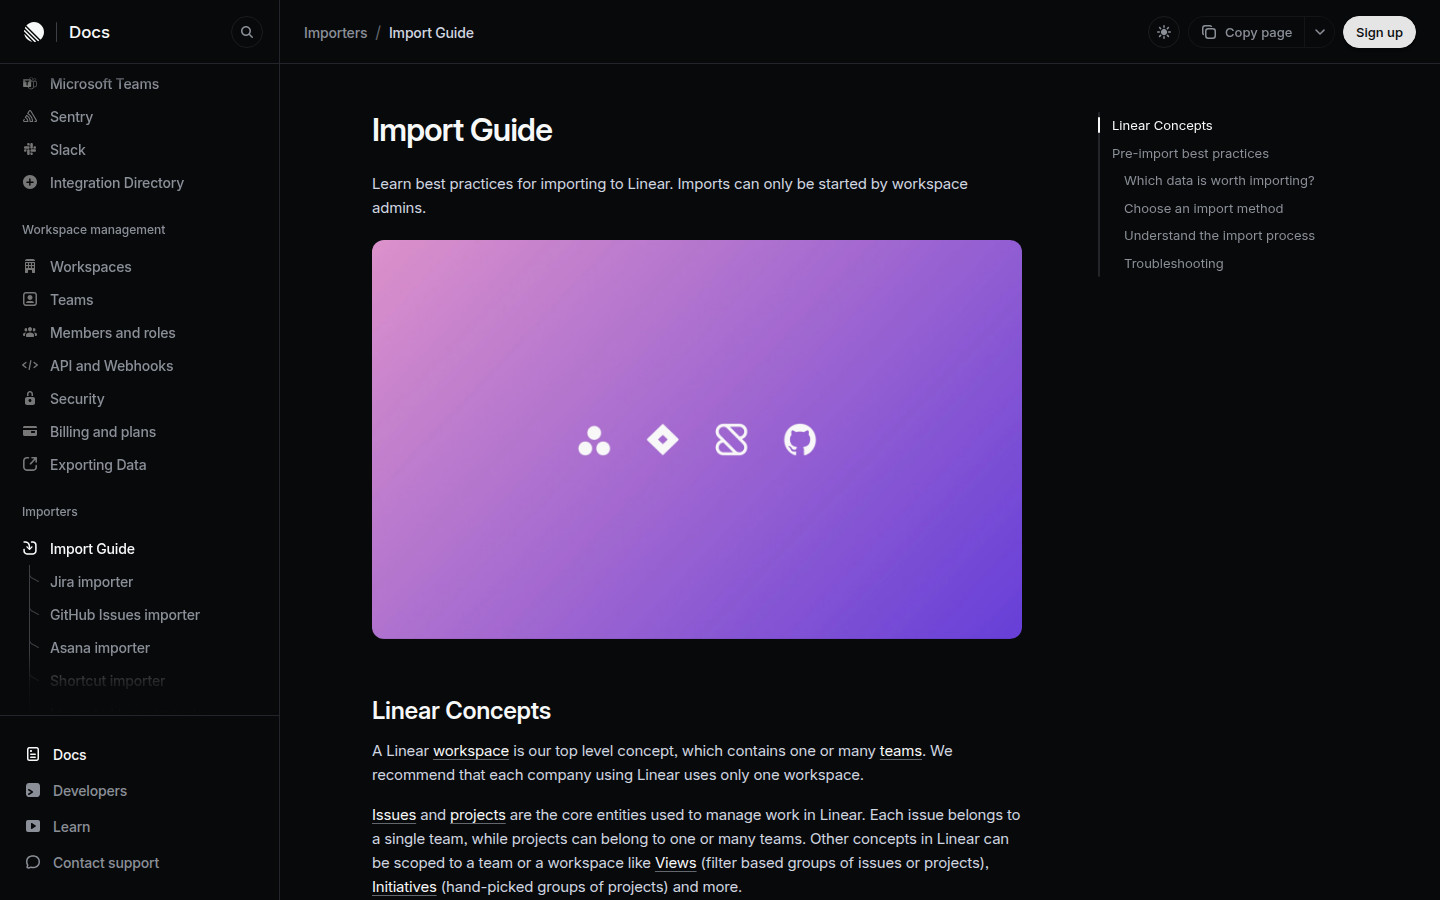 Docs
Importers / Import Guide
Copy page
Sign up
Microsoft Teams
Sentry
Slack
Integration Directory
Workspace management
Workspaces
Teams
Members and roles
API and Webhooks
Security
Billing and plans
Exporting Data
Importers
Import Guide
Jira importer
GitHub Issues importer
Asana importer
Shortcut importer
Docs
Developers
Learn
Contact support
Import Guide
Learn best practices for importing to Linear. Imports can only be started by workspace
admins.
Linear Concepts
A Linear workspace is our top level concept, which contains one or many teams. We
recommend that each company using Linear uses only one workspace.
Issues and projects are the core entities used to manage work in Linear. Each issue belongs to
a single team, while projects can belong to one or many teams. Other concepts in Linear can
be scoped to a team or a workspace like Views (filter based groups of issues or projects),
Initiatives (hand-picked groups of projects) and more.
Linear Concepts
Pre-import best practices
Which data is worth importing?
Choose an import method
Understand the import process
Troubleshooting